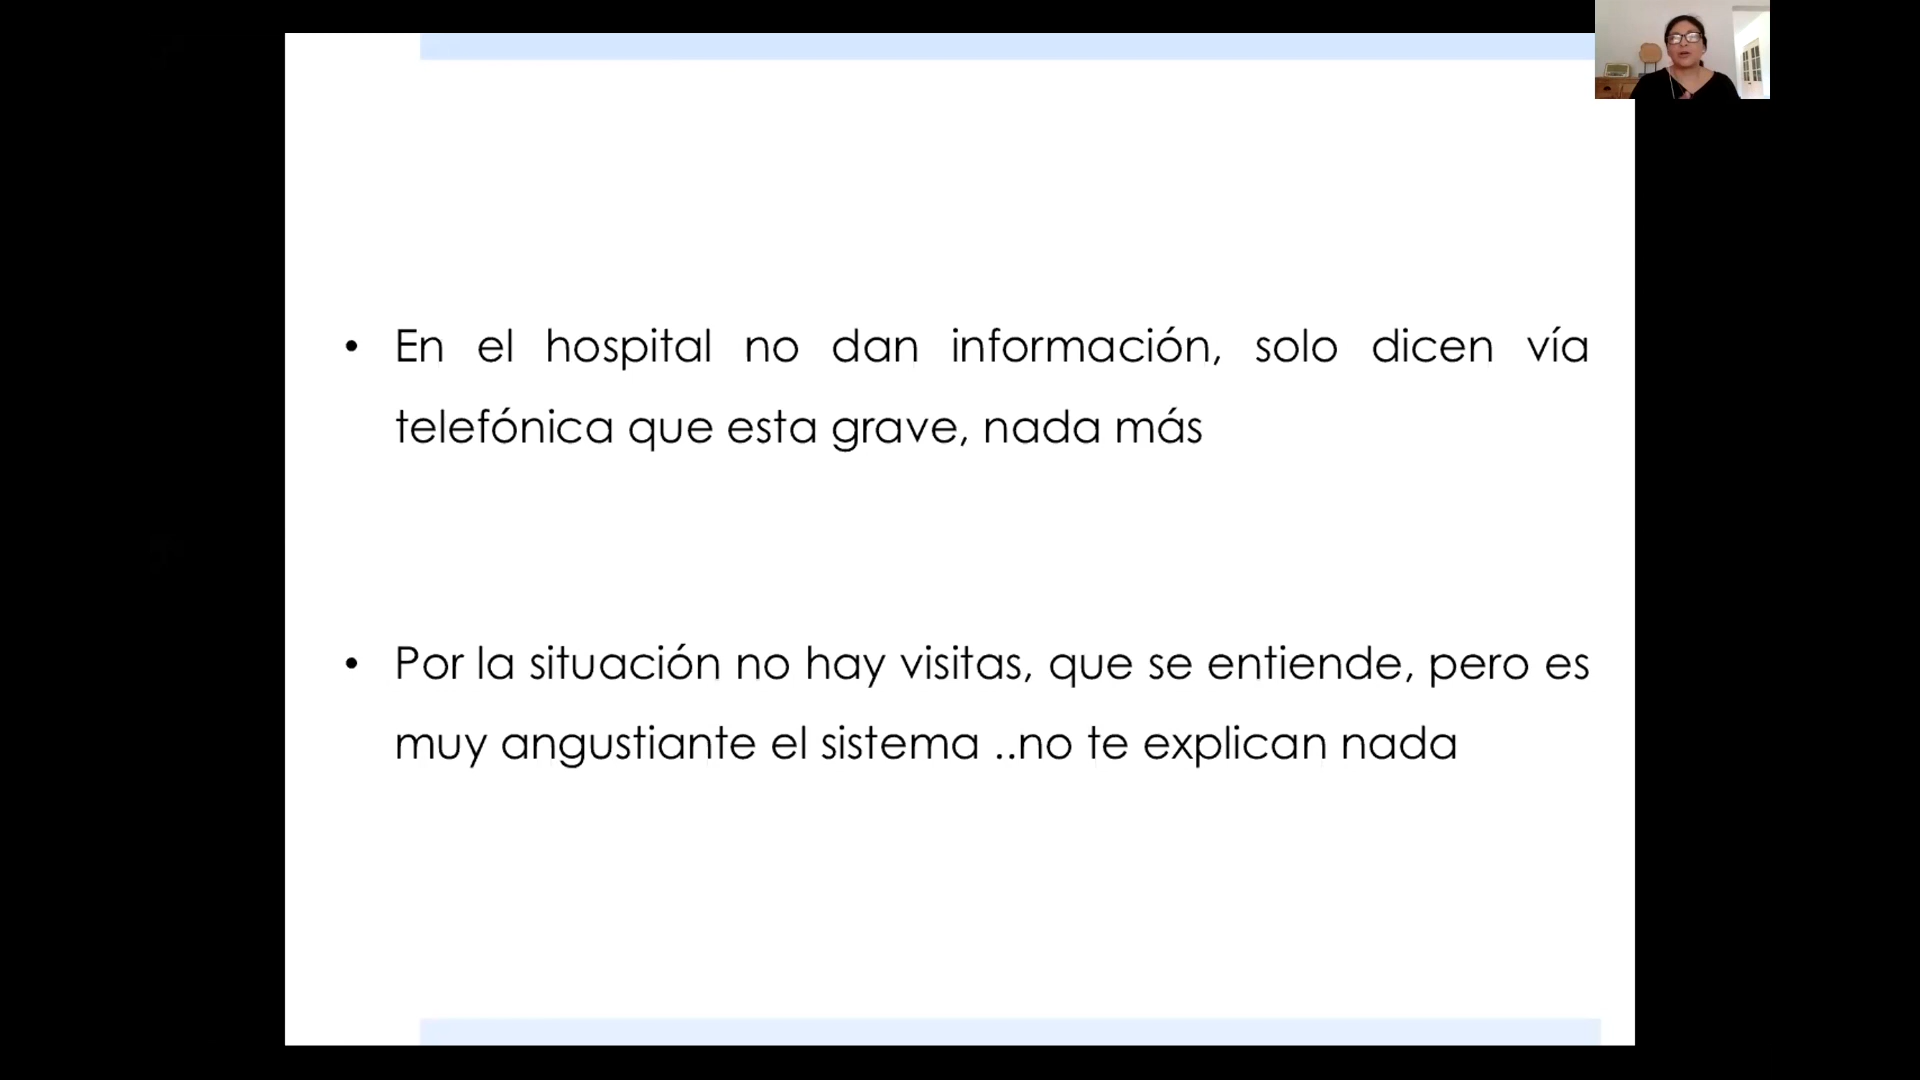 • En el hospital no dan información, solo dicen vía
telefónica que esta grave, nada más
• Por la situación no hay visitas, que se entiende, pero es
muy angustiante el sistema ..no te explican nada